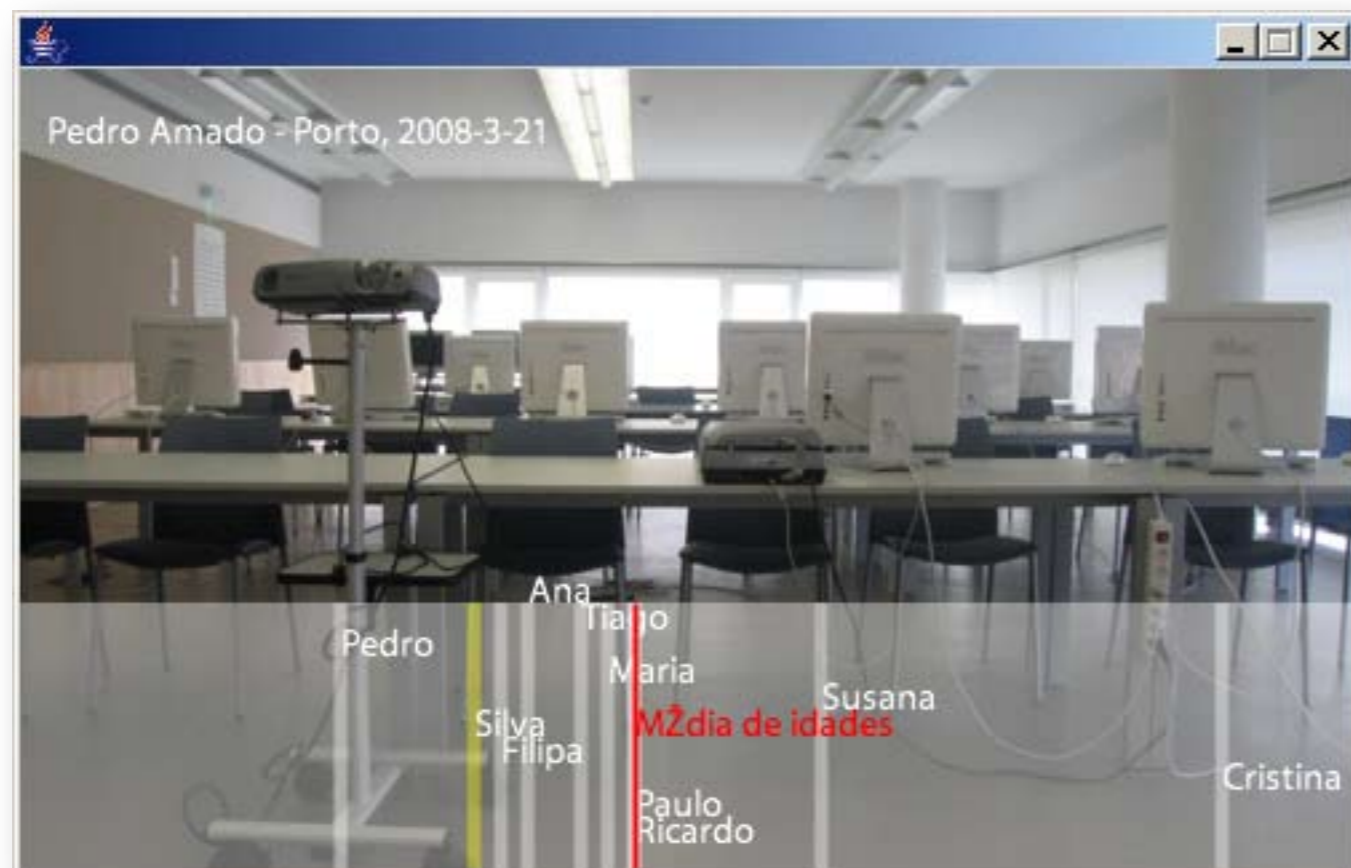 Pedro Amado - Porto, 2008-3-21
Ana
Tiago
Pedro
Maria
Susana
Silva
MŽdia de idades
Filipa
Cristina
Paulo
Ricardo